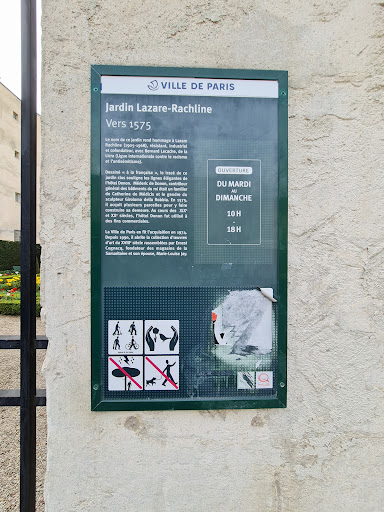 VILLE DE PARIS
Jardin Lazare-Rachline
Vers 1575
Le nom de ce jardin rend hommage à Lazare
Rachline (1905-1968), résistant, industriel
et cofondateur, avec Bernard Lecache, de la
Licra (Ligue internationale contre le racisme
et l'antisémitisme).
Dessiné « à la française », le tracé de ce
jardin clos souligne les lignes élégantes de
l'hôtel Donon. Médéric de Donon, contrôleur
général des bâtiments du roi était un familier
de Catherine de Médicis et le gendre du
sculpteur Girolamo della Robbia. En 1575,
il acquit plusieurs parcelles pour y faire
construire sa demeure. Au cours des XIXe
et XXe siècles, l'hôtel Donon fut utilisé à
des fins commerciales.
La Ville de Paris en fit l'acquisition en 1974.
Depuis 1990, il abrite la collection d'œuvres
d'art du XVIIIe siècle rassemblées par Ernest
Cognacq, fondateur des magasins de la
Samaritaine et son épouse, Marie-Louise Jaÿ.
OUVERTURE
DU MARDI
AU
DIMANCHE
10 H
-
18 H